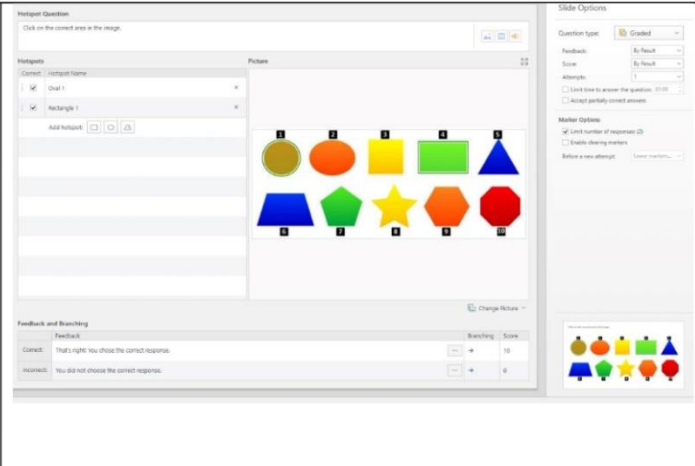 Hotspot Question
Click on the correct area in the image.
Hotspots
Correct Hotspot Name
Oval 1
Rectangle 1
Add hotspot:
Picture
1 2 3 4 5
6 7 8 9 10
Change Picture
Feedback and Branching
Feedback Branching Score
Correct: That's right! You chose the correct response. 10
Incorrect: You did not choose the correct response. 0
Slide Options
Question type: Graded
Feedback: By Result
Score: By Result
Attempts: 1
Limit time to answer the question:
Accept partially correct answers
Marker Options
Limit number of responses (2)
Enable clearing markers
Before a new attempt: